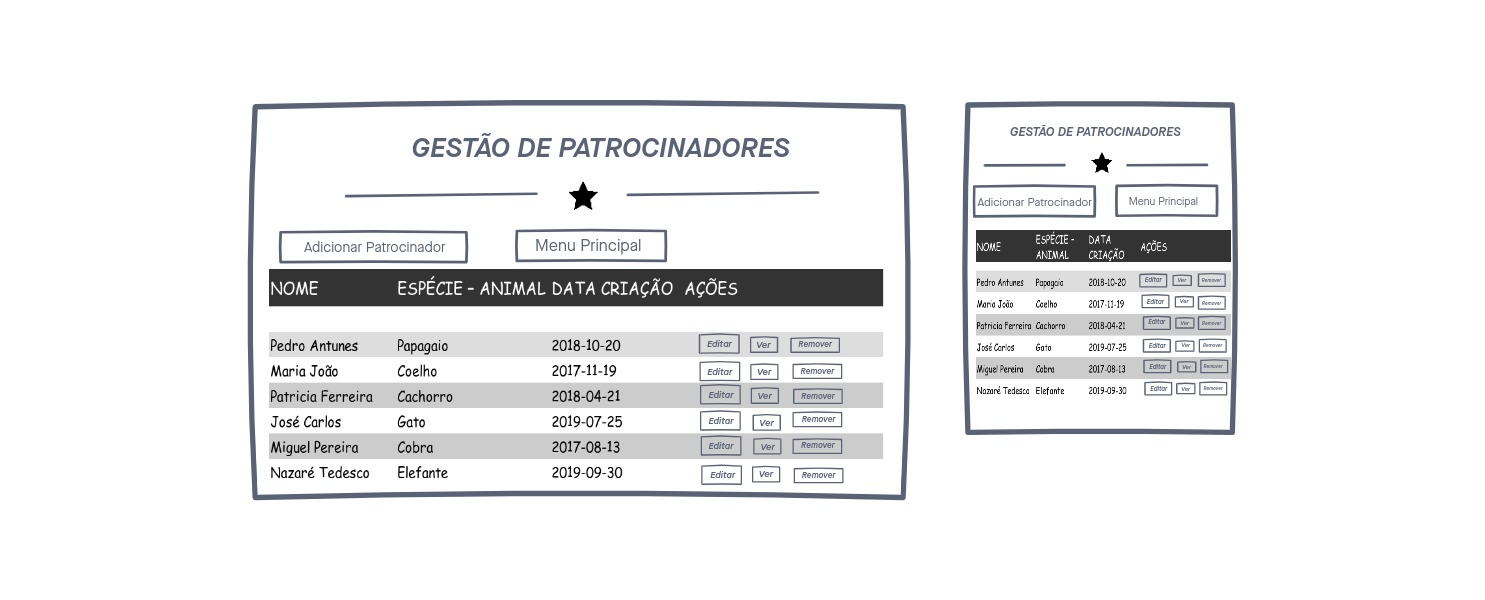 GESTÃO DE PATROCINADORES
Adicionar Patrocinador Menu Principal
NOME ESPÉCIE - ANIMAL DATA CRIAÇÃO AÇÕES
Pedro Antunes Papagaio 2018-10-20 Editar Ver Remover
Maria João Coelho 2017-11-19 Editar Ver Remover
Patricia Ferreira Cachorro 2018-04-21 Editar Ver Remover
José Carlos Gato 2019-07-25 Editar Ver Remover
Miguel Pereira Cobra 2017-08-13 Editar Ver Remover
Nazaré Tedesco Elefante 2019-09-30 Editar Ver Remover
GESTÃO DE PATROCINADORES
Adicionar Patrocinador Menu Principal
NOME ESPÉCIE - DATA AÇÕES
ANIMAL CRIAÇÃO
Pedro Antunes Papagaio 2018-10-20 Editar Ver Remover
Maria João Coelho 2017-11-19 Editar Ver Remover
Patricia Ferreira Cachorro 2018-04-21 Editar Ver Remover
José Carlos Gato 2019-07-25 Editar Ver Remover
Miguel Pereira Cobra 2017-08-13 Editar Ver Remover
Nazaré Tedesco Elefante 2019-09-30 Editar Ver Remover